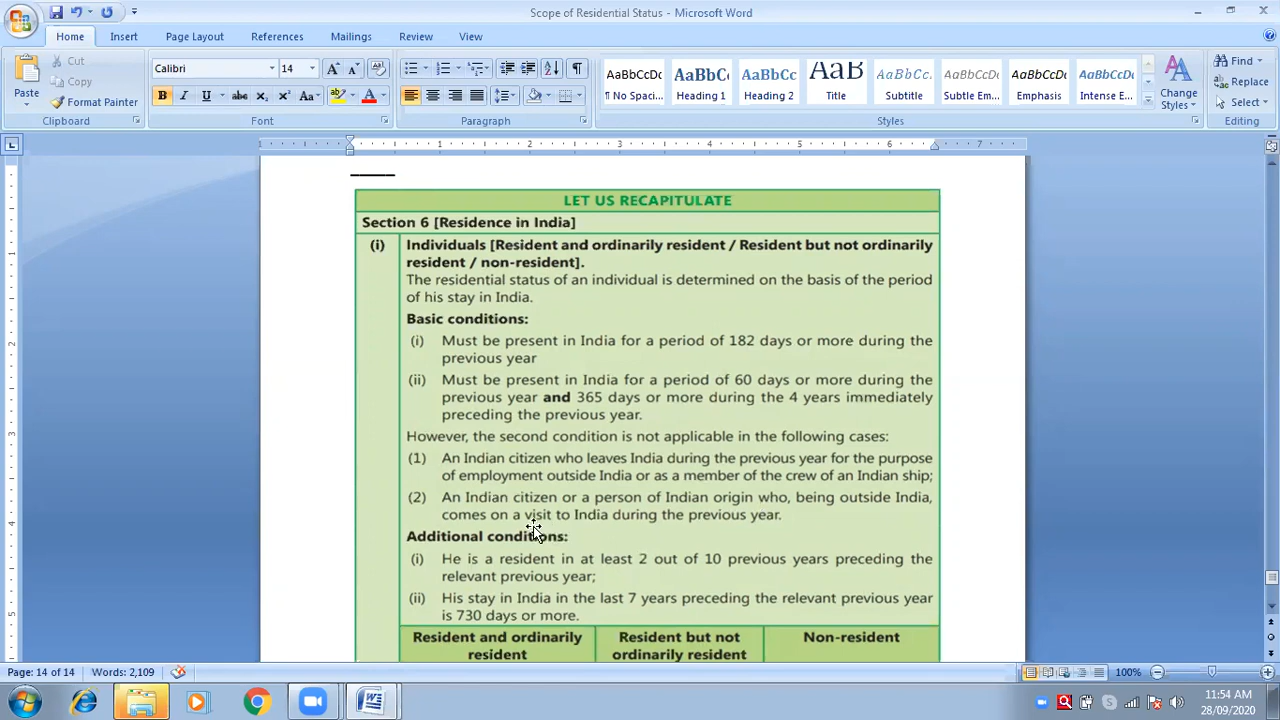 Scope of Residential Status - Microsoft Word
Home Insert Page Layout References Mailings Review View
Paste
Cut
Copy
Format Painter
Calibri 14
B I U abc x₂ x² Aa
AaBbCcDc AaBbC AaBbCc AaB AaBbCc. AaBbCcDc AaBbCcDc AaBbCcDc
¶ No Spaci... Heading 1 Heading 2 Title Subtitle Subtle Em... Emphasis Intense E...
Change Styles
Find
Replace
Select
Clipboard Font Paragraph Styles Editing
1 1 2 3 4 5 6 7
LET US RECAPITULATE
Section 6 [Residence in India]
(i) Individuals [Resident and ordinarily resident / Resident but not ordinarily
resident / non-resident].
The residential status of an individual is determined on the basis of the period
of his stay in India.
Basic conditions:
(i) Must be present in India for a period of 182 days or more during the
previous year
(ii) Must be present in India for a period of 60 days or more during the
previous year and 365 days or more during the 4 years immediately
preceding the previous year.
However, the second condition is not applicable in the following cases:
(1) An Indian citizen who leaves India during the previous year for the purpose
of employment outside India or as a member of the crew of an Indian ship;
(2) An Indian citizen or a person of Indian origin who, being outside India,
comes on a visit to India during the previous year.
Additional conditions:
(i) He is a resident in at least 2 out of 10 previous years preceding the
relevant previous year;
(ii) His stay in India in the last 7 years preceding the relevant previous year
is 730 days or more.
Resident and ordinarily resident
Resident but not ordinarily resident
Non-resident
Page: 14 of 14 Words: 2,109 100%
11:54 AM
28/09/2020